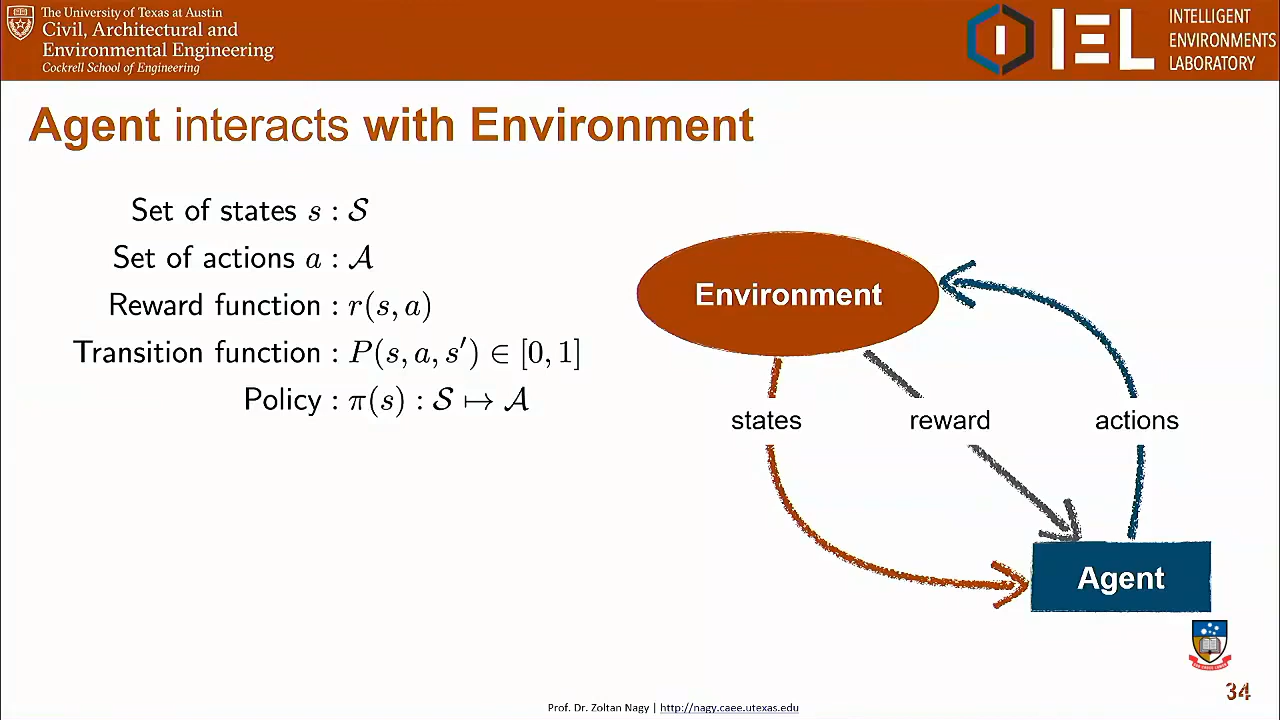 The University of Texas at Austin
Civil, Architectural and
Environmental Engineering
Cockrell School of Engineering
IEL
INTELLIGENT
ENVIRONMENTS
LABORATORY
Agent interacts with Environment
Set of states s : 𝒮
Set of actions a : 𝒜
Reward function : r(s, a)
Transition function : P(s, a, s′) ∈ [0, 1]
Policy : π(s) : 𝒮 ↦ 𝒜
Environment
states
reward
actions
Agent
34
Prof. Dr. Zoltan Nagy | http://nagy.caee.utexas.edu